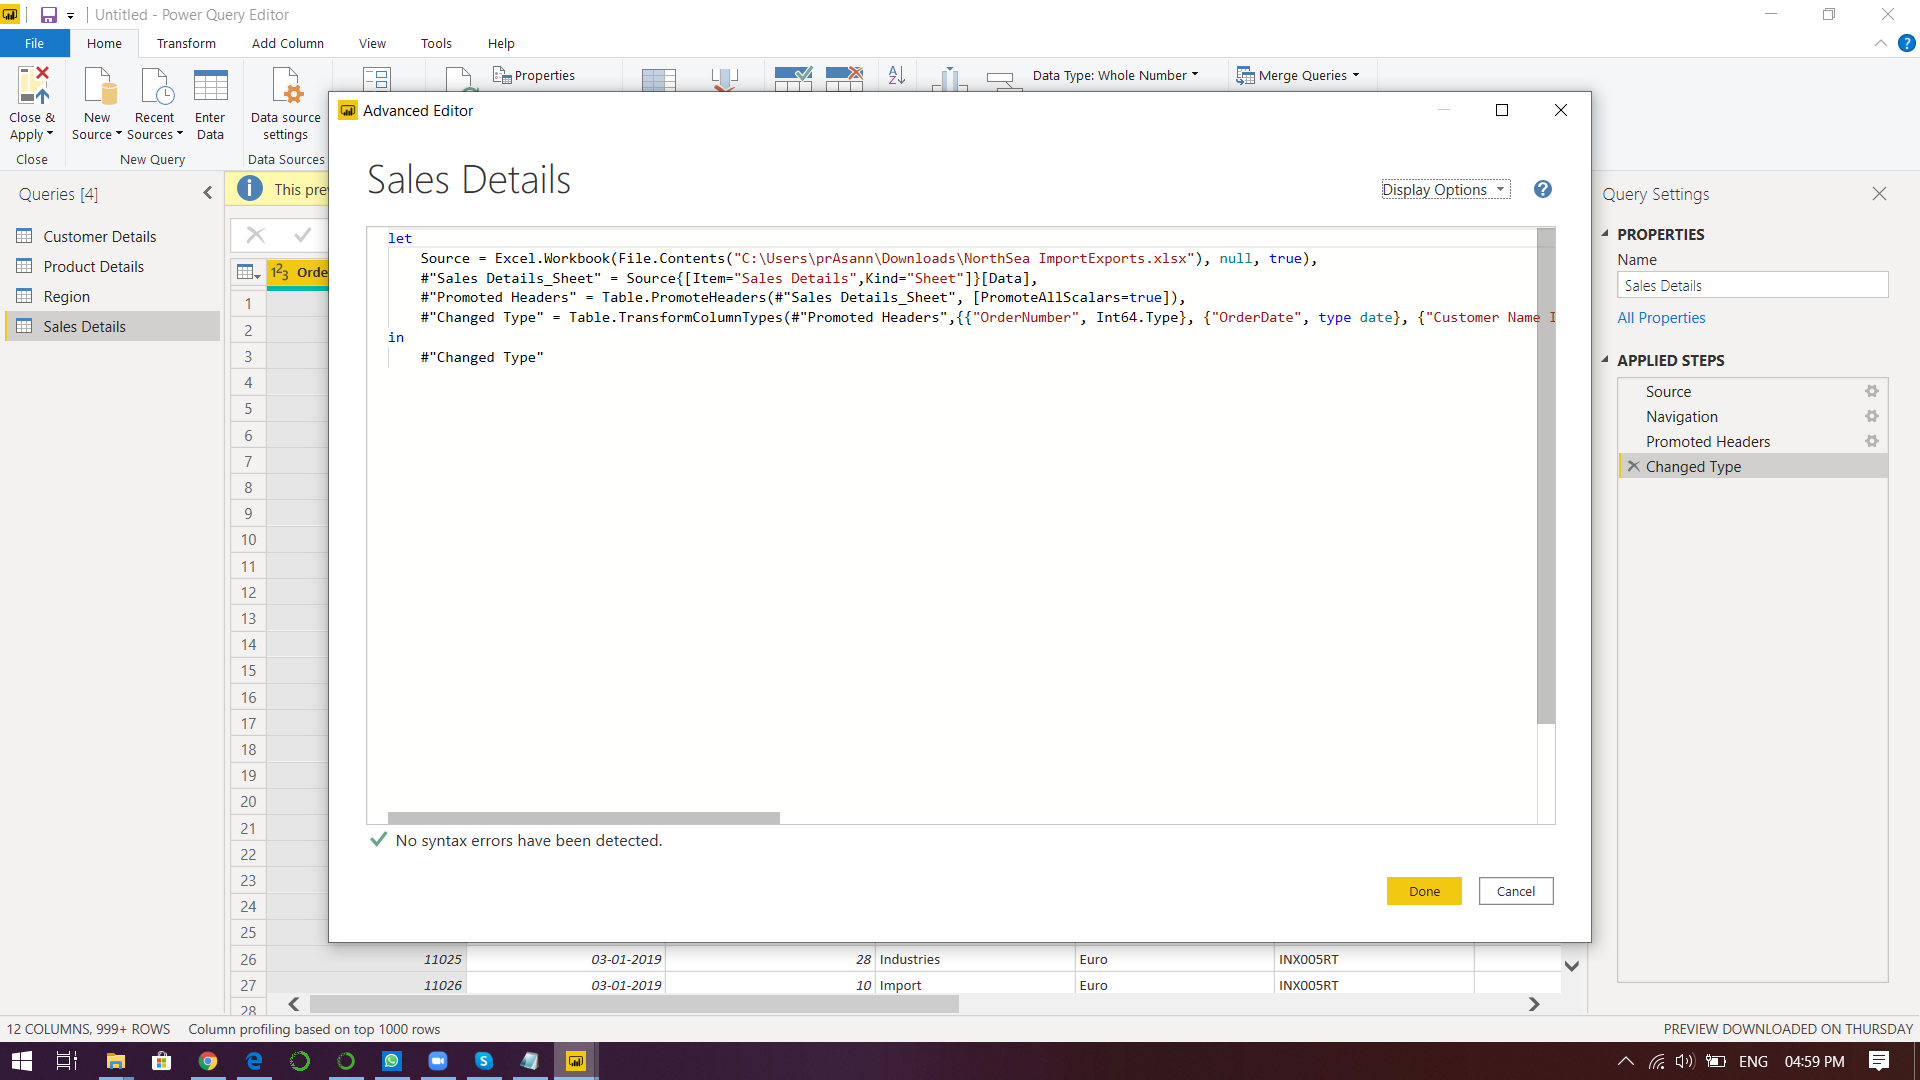 Untitled - Power Query Editor
File Home Transform Add Column View Tools Help
Close & Apply
New Source
Recent Sources
Enter Data
Data source settings
Properties
Data Type: Whole Number
Merge Queries
Close New Query Data Sources
Advanced Editor
Queries [4]
Customer Details
Product Details
Region
Sales Details
This pre
1 2 3 Orde
Sales Details
Display Options
let
Source = Excel.Workbook(File.Contents("C:\Users\prAsann\Downloads\NorthSea ImportExports.xlsx"), null, true),
#"Sales Details_Sheet" = Source{[Item="Sales Details",Kind="Sheet"]}[Data],
#"Promoted Headers" = Table.PromoteHeaders(#"Sales Details_Sheet", [PromoteAllScalars=true]),
#"Changed Type" = Table.TransformColumnTypes(#"Promoted Headers",{{"OrderNumber", Int64.Type}, {"OrderDate", type date}, {"Customer Name I
in
#"Changed Type"
No syntax errors have been detected.
Done Cancel
1
2
3
4
5
6
7
8
9
10
11
12
13
14
15
16
17
18
19
20
21
22
23
24
25
26 11025 03-01-2019 28 Industries Euro INX005RT
27 11026 03-01-2019 10 Import Euro INX005RT
28
Query Settings
PROPERTIES
Name
Sales Details
All Properties
APPLIED STEPS
Source
Navigation
Promoted Headers
Changed Type
12 COLUMNS, 999+ ROWS Column profiling based on top 1000 rows
PREVIEW DOWNLOADED ON THURSDAY
ENG 04:59 PM